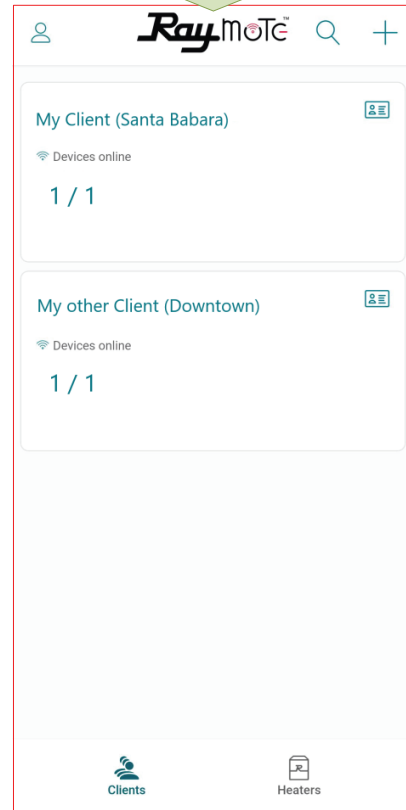 RayMOTE™
My Client (Santa Babara)
Devices online
1 / 1
My other Client (Downtown)
Devices online
1 / 1
Clients
Heaters